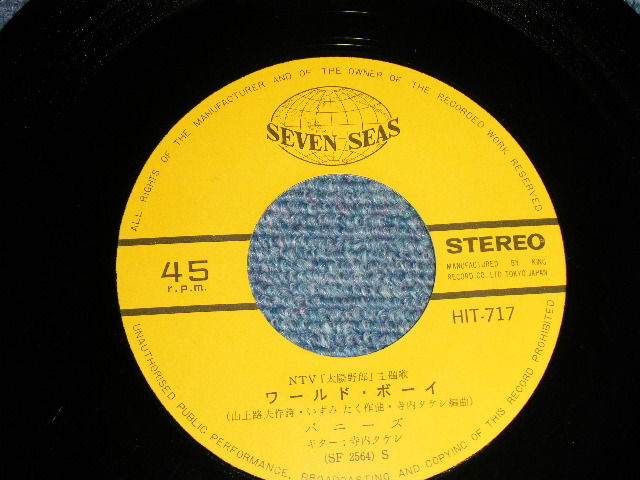 ALL RIGHTS OF THE MANUFACTURER AND OF THE OWNER OF THE RECORDED WORK RESERVED
SEVEN SEAS
45
r.p.m.
STEREO
MANUFACTURED BY KING
RECORD CO. LTD. TOKYO, JAPAN
HIT-717
NTV「太陽野郎」主題歌
ワールド・ボーイ
(山上路夫作詩・いずみ たく作曲・寺内タケシ編曲)
バニーズ
ギター:寺内タケシ
(SF 2564) S
UNAUTHORISED PUBLIC PERFORMANCE, BROADCASTING AND COPYING OF THIS RECORD PROHIBITED